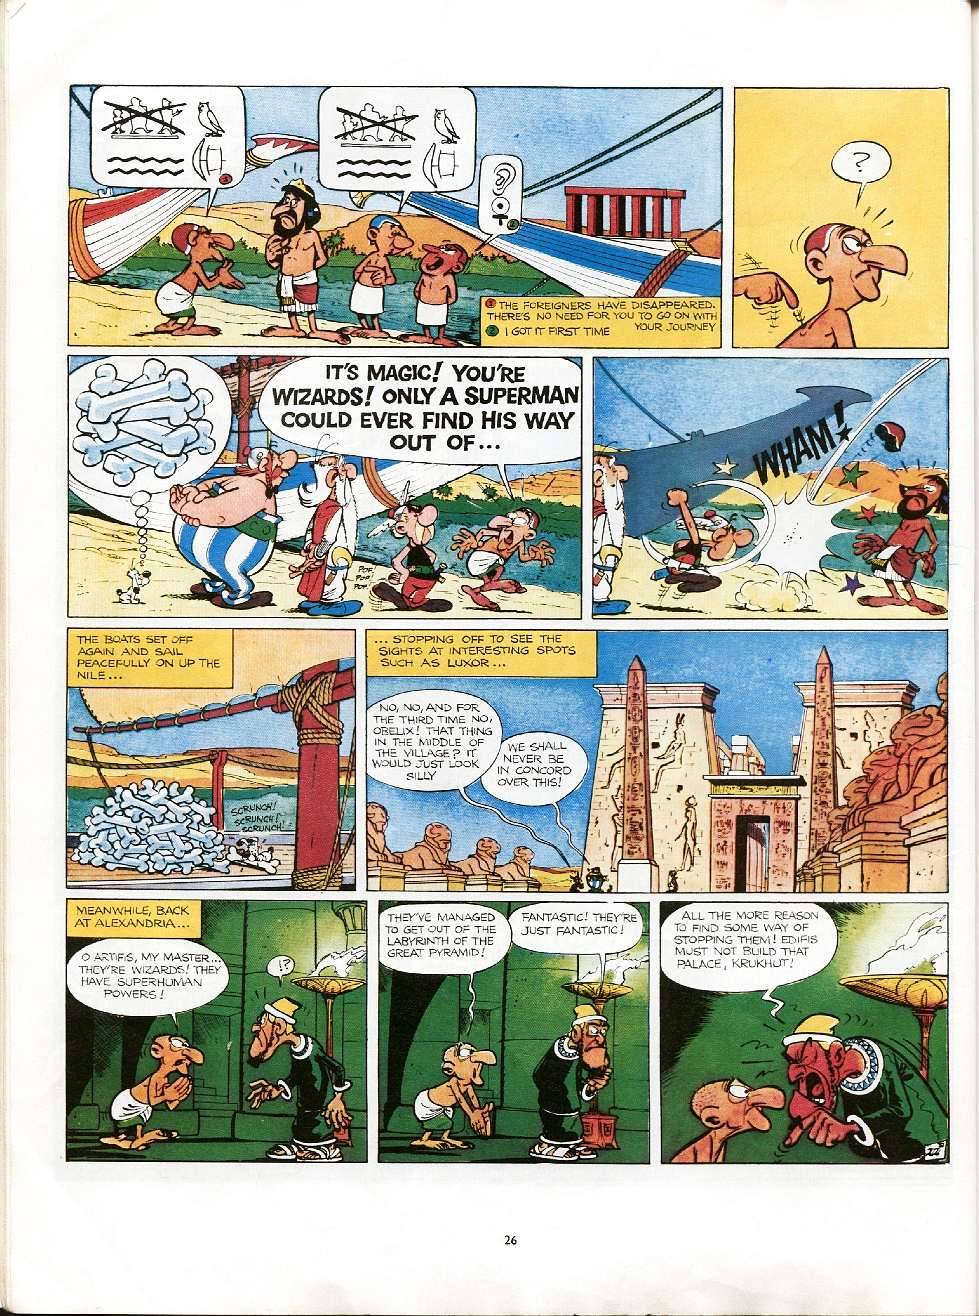 1
2
1 THE FOREIGNERS HAVE DISAPPEARED.
THERE'S NO NEED FOR YOU TO GO ON WITH
YOUR JOURNEY
2 I GOT IT FIRST TIME
?
IT'S MAGIC! YOU'RE
WIZARDS! ONLY A SUPERMAN
COULD EVER FIND HIS WAY
OUT OF...
POF!
POF!
POF!
WHAM!
THE BOATS SET OFF
AGAIN AND SAIL
PEACEFULLY ON UP THE
NILE...
SCRUNCH!
SCRUNCH!
SCRUNCH!
... STOPPING OFF TO SEE THE
SIGHTS AT INTERESTING SPOTS
SUCH AS LUXOR...
NO, NO, AND FOR
THE THIRD TIME NO,
OBELIX! THAT THING
IN THE MIDDLE OF
THE VILLAGE? IT
WOULD JUST LOOK
SILLY
WE SHALL
NEVER BE
IN CONCORD
OVER THIS!
MEANWHILE, BACK
AT ALEXANDRIA...
O ARTIFIS, MY MASTER...
THEY'RE WIZARDS! THEY
HAVE SUPERHUMAN
POWERS!
!?
THEY'VE MANAGED
TO GET OUT OF THE
LABYRINTH OF THE
GREAT PYRAMID!
FANTASTIC! THEY'RE
JUST FANTASTIC!
ALL THE MORE REASON
TO FIND SOME WAY OF
STOPPING THEM! EDIFIS
MUST NOT BUILD THAT
PALACE, KRUKHUT!
26